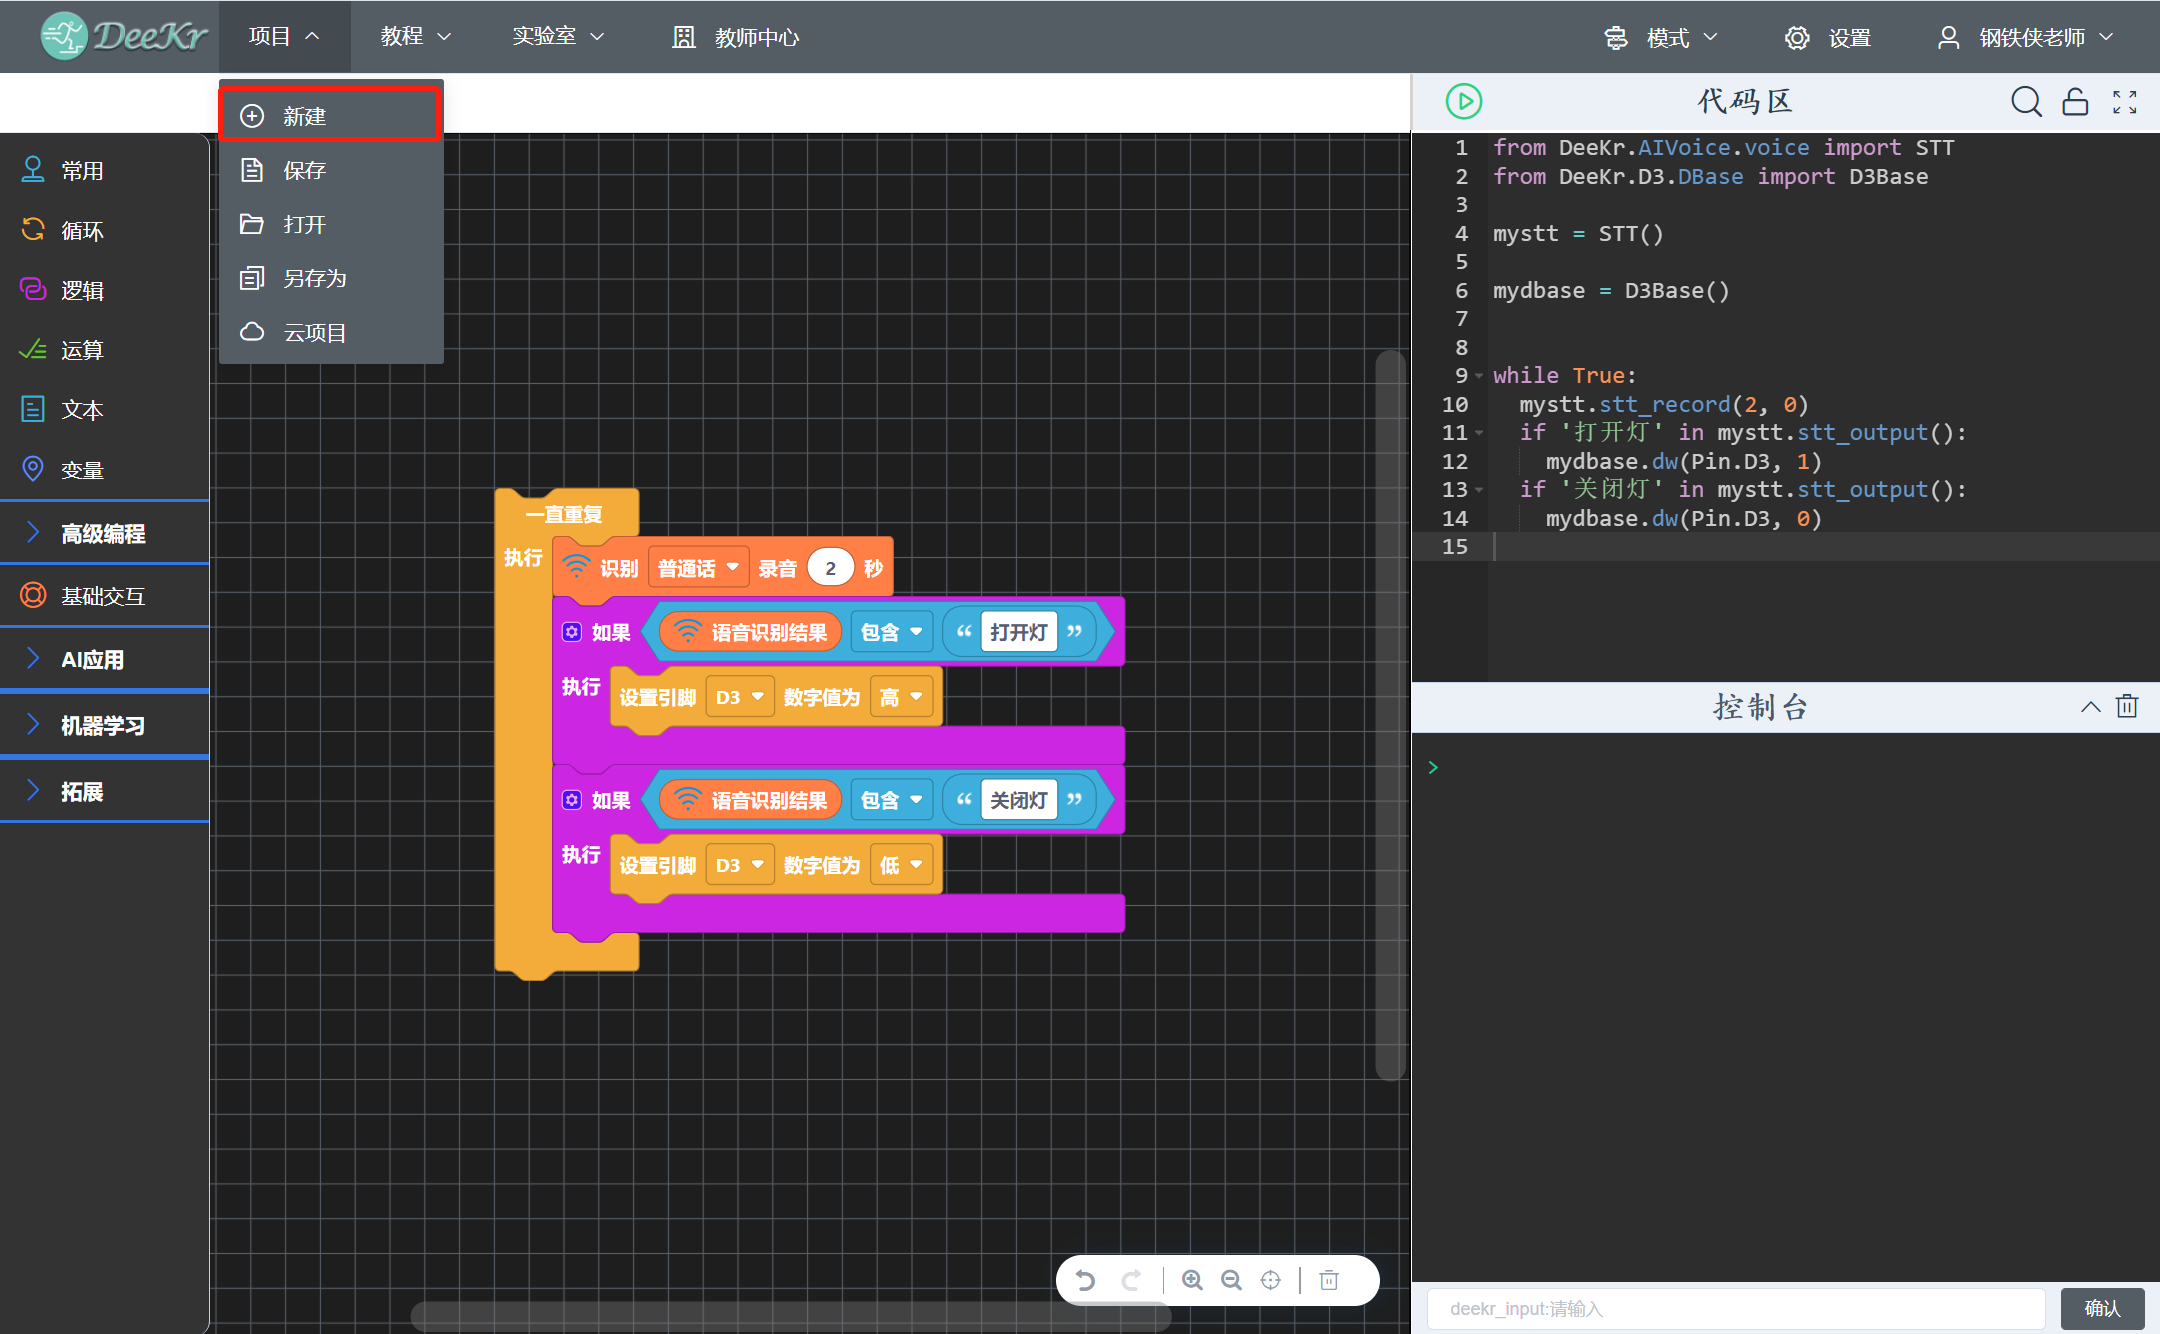 DeeKr
项目
教程
实验室
教师中心
模式
设置
钢铁侠老师
新建
保存
打开
另存为
云项目
常用
循环
逻辑
运算
文本
变量
高级编程
基础交互
AI应用
机器学习
拓展
一直重复
执行
识别 普通话 录音 2 秒
如果 语音识别结果 包含 “ 打开灯 ”
执行 设置引脚 D3 数字值为 高
如果 语音识别结果 包含 “ 关闭灯 ”
执行 设置引脚 D3 数字值为 低
代码区
1 from DeeKr.AIVoice.voice import STT
2 from DeeKr.D3.DBase import D3Base
3
4 mystt = STT()
5
6 mydbase = D3Base()
7
8
9 while True:
10 mystt.stt_record(2, 0)
11 if '打开灯' in mystt.stt_output():
12 mydbase.dw(Pin.D3, 1)
13 if '关闭灯' in mystt.stt_output():
14 mydbase.dw(Pin.D3, 0)
15
控制台
>
deekr_input:请输入
确认